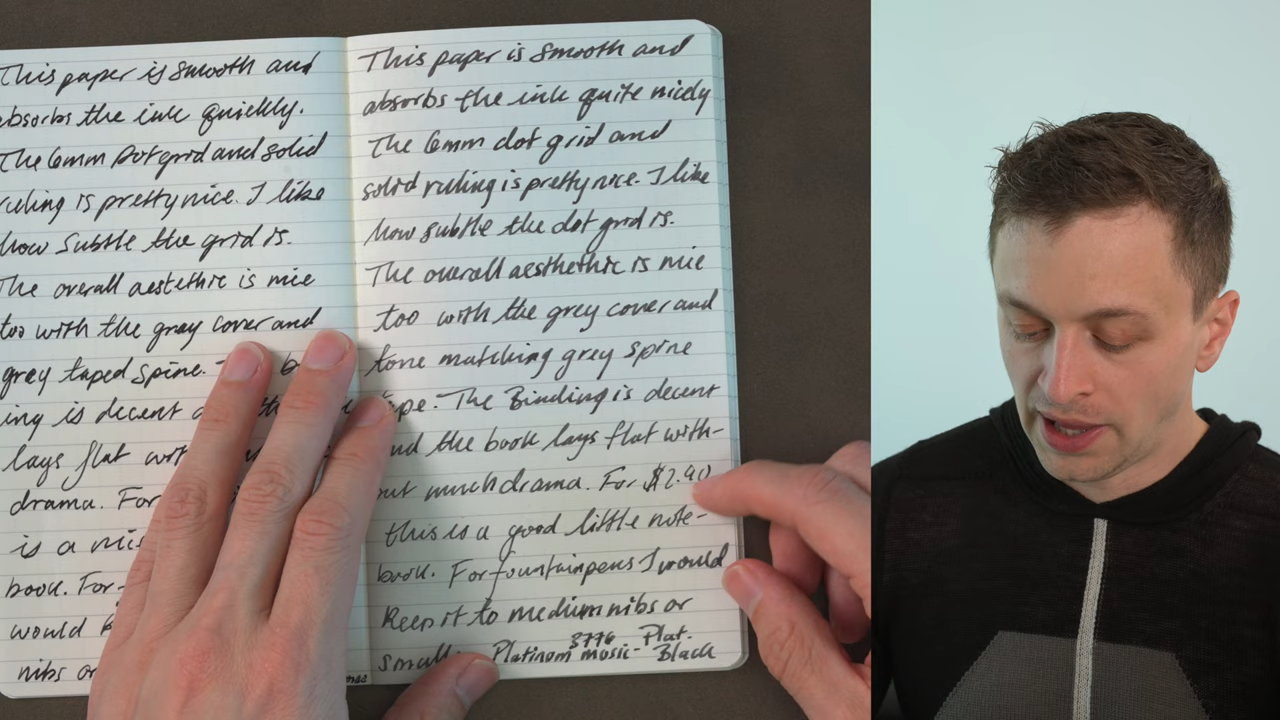 This paper is smooth and
absorbs the ink quickly.
The 6mm Dot grid and solid
ruling is pretty nice. I like
how subtle the grid is.
The overall aestethic is nice
too with the gray cover and
grey taped spine.
ing is decent
lays flat
drama. For
is a
book. For
would
nibs or
This paper is smooth and
absorbs the ink quite nicely
The 6mm dot grid and
solid ruling is pretty nice. I like
how subtle the dot grid is.
The overall aesthethic is nice
too with the grey cover and
tone matching grey spine
tape. The Binding is decent
and the book lays flat with-
out much drama. For $2.90
this is a good little note-
book. For fountainpens I would
Keep it to medium nibs or
small. Platinum 3776 music - Plat. Black